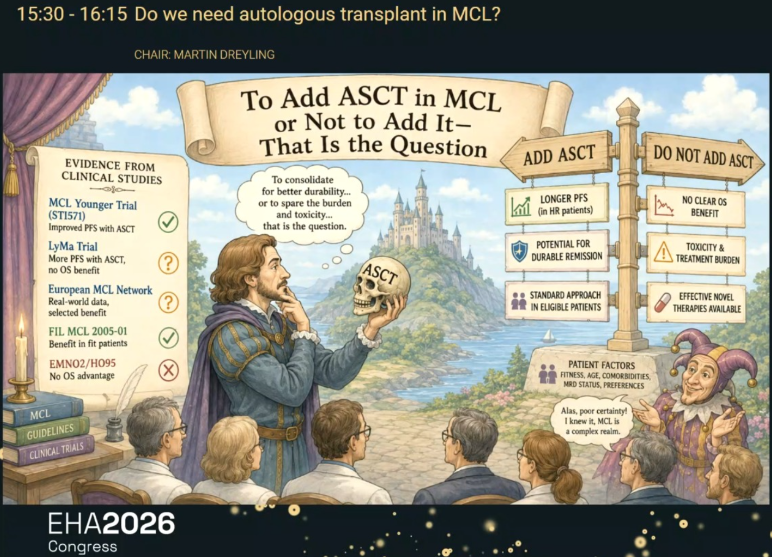 15:30 - 16:15 Do we need autologous transplant in MCL?
CHAIR: MARTIN DREYLING
To Add ASCT in MCL
or Not to Add It—
That Is the Question
EVIDENCE FROM
CLINICAL STUDIES
MCL Younger Trial
(STI571)
Improved PFS with ASCT
LyMa Trial
More PFS with ASCT,
no OS benefit
European MCL Network
Real-world data,
selected benefit
FIL MCL 2005-01
Benefit in fit patients
EMNO2/HO95
No OS advantage
To consolidate
for better durability...
or to spare the burden
and toxicity...
that is the question.
ASCT
ADD ASCT
LONGER PFS
(in HR patients)
POTENTIAL FOR
DURABLE REMISSION
STANDARD APPROACH
IN ELIGIBLE PATIENTS
DO NOT ADD ASCT
NO CLEAR OS
BENEFIT
TOXICITY &
TREATMENT BURDEN
EFFECTIVE NOVEL
THERAPIES AVAILABLE
PATIENT FACTORS
FITNESS, AGE, COMORBIDITIES,
MRD STATUS, PREFERENCES
Alas, poor certainty!
I knew it, MCL is
a complex realm.
MCL
GUIDELINES
CLINICAL TRIALS
EHA2026
Congress